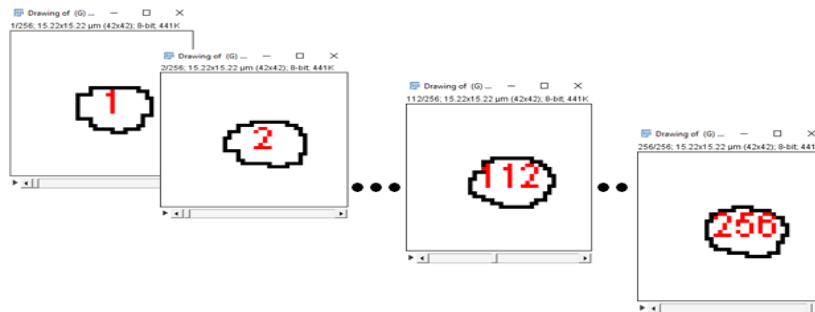 Drawing of (G) ...
1/256; 15.22x15.22 µm (42x42); 8-bit; 441K
1
Drawing of (G) ...
2/256; 15.22x15.22 µm (42x42); 8-bit; 441K
2
Drawing of (G) ...
112/256; 15.22x15.22 µm (42x42); 8-bit; 441K
112
Drawing of (G) ...
256/256; 15.22x15.22 µm (42x42); 8-bit; 441
256